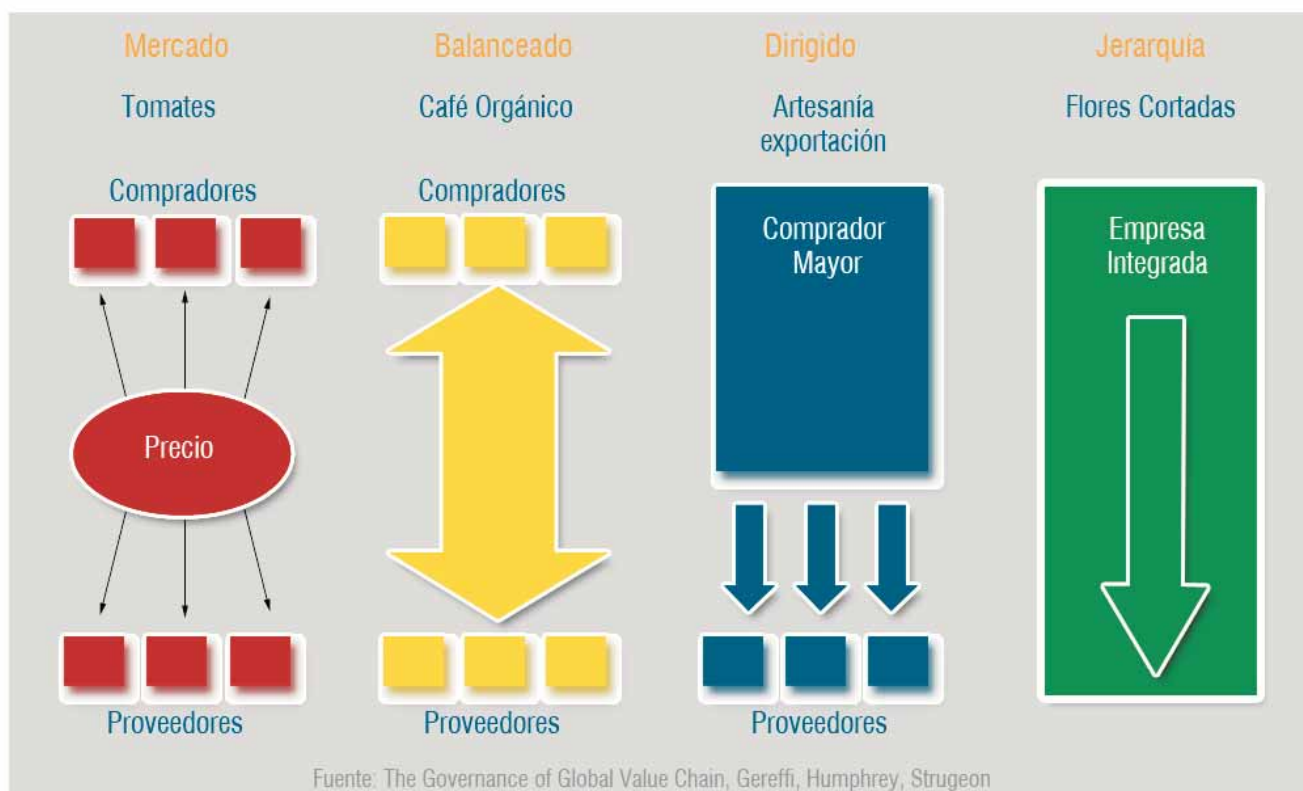 Mercado
Tomates
Compradores
Precio
Proveedores
Balanceado
Café Orgánico
Compradores
Proveedores
Dirigido
Artesanía
exportación
Comprador
Mayor
Proveedores
Jerarquía
Flores Cortadas
Empresa
Integrada
Fuente: The Governance of Global Value Chain, Gereffi, Humphrey, Strugeon